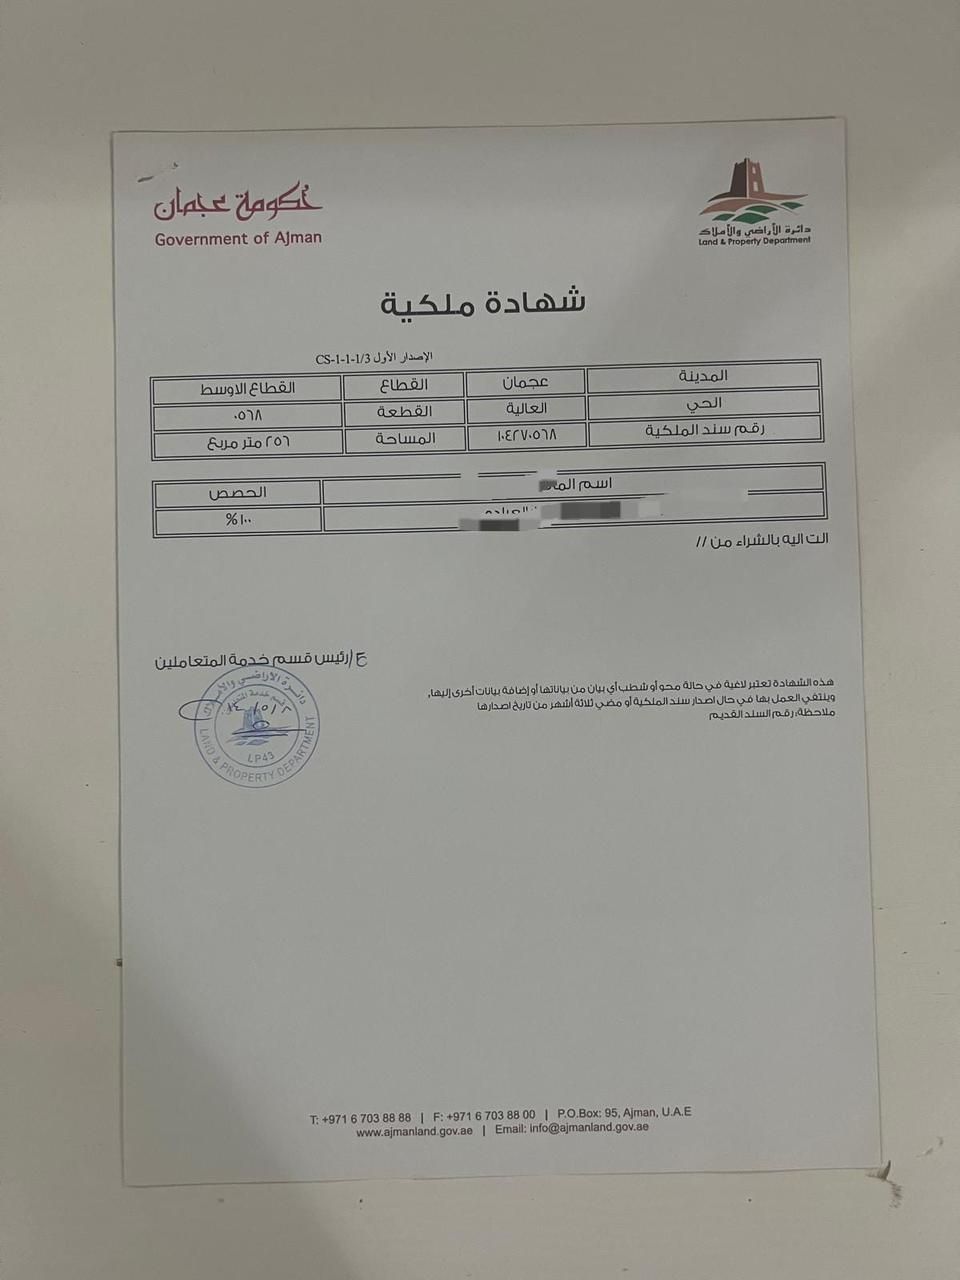 حكومة عجمان
Government of Ajman
دائرة الأراضي والأملاك
Land & Property Department
شهادة ملكية
الإصدار الأول CS-1-1-1/3
المدينة عجمان القطاع القطاع الاوسط
الحي العالية القطعة ٠٥٦٨
رقم سند الملكية ١٠٤٢٧٠٥٦٨ المساحة ٢٥٦ متر مربع
اسم الحصص
١٠٠%
الت اليه بالشراء من //
ع/رئيس قسم خدمة المتعاملين
دائرة الأراضي والأملاك
LP43
LAND & PROPERTY DEPARTMENT
هذه الشهادة تعتبر لاغية في حالة محو أو شطب أي بيان من بياناتها أو إضافة بيانات أخرى إليها,
وينتفي العمل بها في حال اصدار سند الملكية أو مضي ثلاثة أشهر من تاريخ اصدارها
ملاحظة: رقم السند القديم
T: +971 6 703 88 88 | F: +971 6 703 88 00 | P.O.Box: 95, Ajman, U.A.E
www.ajmanland.gov.ae | Email: info@ajmanland.gov.ae